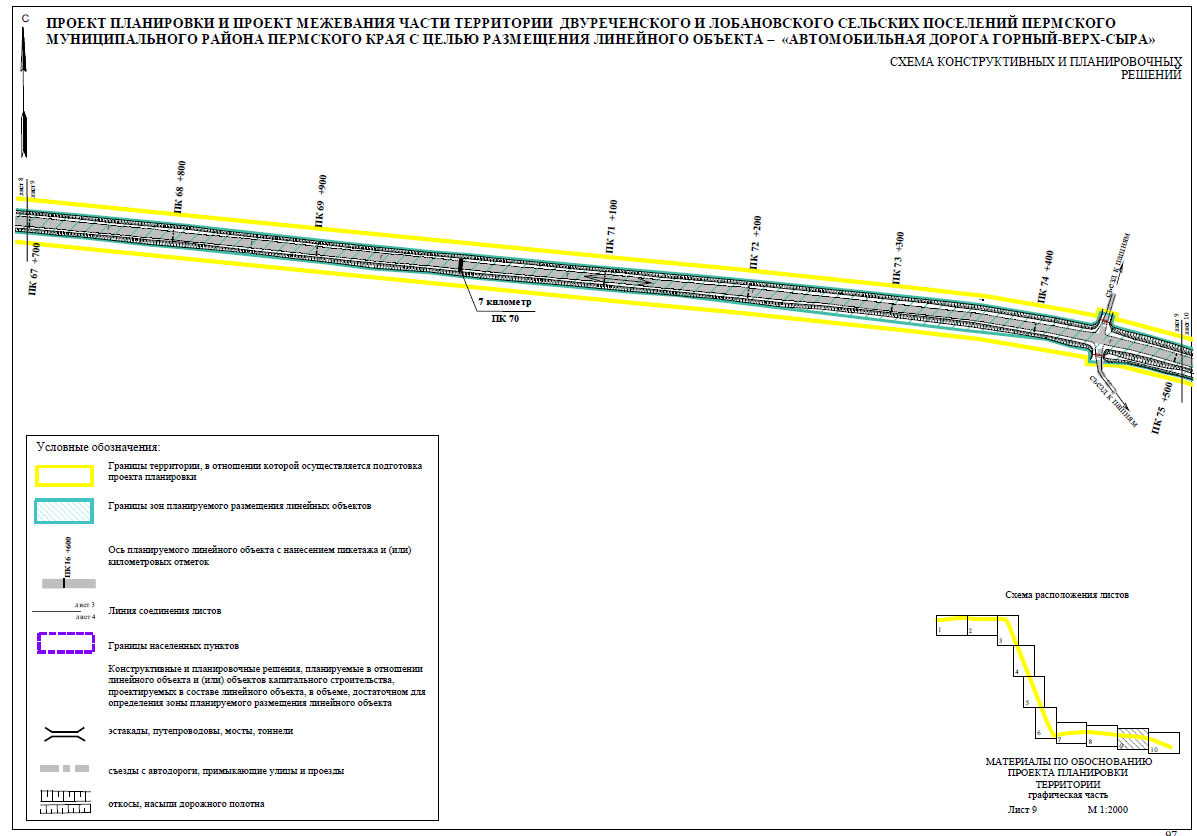 С
ПРОЕКТ ПЛАНИРОВКИ И ПРОЕКТ МЕЖЕВАНИЯ ЧАСТИ ТЕРРИТОРИИ ДВУРЕЧЕНСКОГО И ЛОБАНОВСКОГО СЕЛЬСКИХ ПОСЕЛЕНИЙ ПЕРМСКОГО
МУНИЦИПАЛЬНОГО РАЙОНА ПЕРМСКОГО КРАЯ С ЦЕЛЬЮ РАЗМЕЩЕНИЯ ЛИНЕЙНОГО ОБЪЕКТА – «АВТОМОБИЛЬНАЯ ДОРОГА ГОРНЫЙ-ВЕРХ-СЫРА»
СХЕМА КОНСТРУКТИВНЫХ И ПЛАНИРОВОЧНЫХ
РЕШЕНИЙ
лист 8
лист 9
ПК 67 +700
ПК 68 +800
ПК 69 +900
7 километр
ПК 70
ПК 71 +100
ПК 72 +200
ПК 73 +300
ПК 74 +400
съезд к пашням
съезд к пашням
ПК 75 +500
лист 9
лист 10
Условные обозначения:
Границы территории, в отношении которой осуществляется подготовка
проекта планировки
Границы зон планируемого размещения линейных объектов
ПК16 +600
Ось планируемого линейного объекта с нанесением пикетажа и (или)
километровых отметок
лист 3
лист 4
Линия соединения листов
Границы населенных пунктов
Конструктивные и планировочные решения, планируемые в отношении
линейного объекта и (или) объектов капитального строительства,
проектируемых в составе линейного объекта, в объеме, достаточном для
определения зоны планируемого размещения линейного объекта
эстакады, путепроводовы, мосты, тоннели
съезды с автодороги, примыкающие улицы и проезды
откосы, насыпи дорожного полотна
Схема расположения листов
1
2
3
4
5
6
7
8
9
10
МАТЕРИАЛЫ ПО ОБОСНОВАНИЮ
ПРОЕКТА ПЛАНИРОВКИ
ТЕРРИТОРИИ
графическая часть
Лист 9 М 1:2000
97